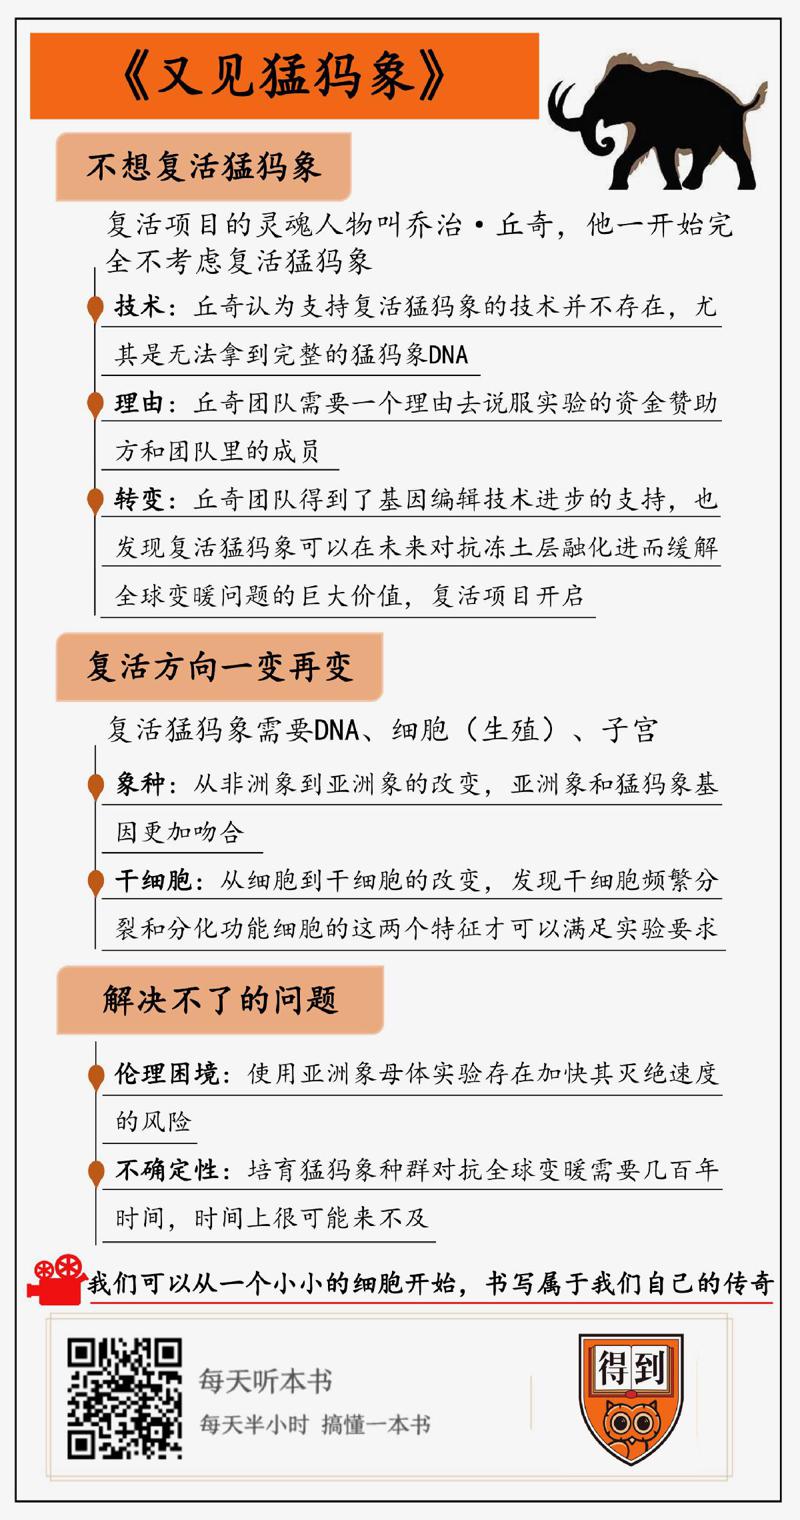 《又见猛犸象》
不想复活猛犸象
复活项目的灵魂人物叫乔治·丘奇，他一开始完
全不考虑复活猛犸象
技术：丘奇认为支持复活猛犸象的技术并不存在，尤
其是无法拿到完整的猛犸象DNA
理由：丘奇团队需要一个理由去说服实验的资金赞助
方和团队里的成员
转变：丘奇团队得到了基因编辑技术进步的支持，也
发现复活猛犸象可以在未来对抗冻土层融化进而缓解
全球变暖问题的巨大价值，复活项目开启
复活方向一变再变
复活猛犸象需要DNA、细胞（生殖）、子宫
象种：从非洲象到亚洲象的改变，亚洲象和猛犸象基
因更加吻合
干细胞：从细胞到干细胞的改变，发现干细胞频繁分
裂和分化功能细胞的这两个特征才可以满足实验要求
解决不了的问题
伦理困境：使用亚洲象母体实验存在加快其灭绝速度
的风险
不确定性：培育猛犸象种群对抗全球变暖需要几百年
时间，时间上很可能来不及
我们可以从一个小小的细胞开始，书写属于我们自己的传奇
每天听本书
每天半小时 搞懂一本书
得到